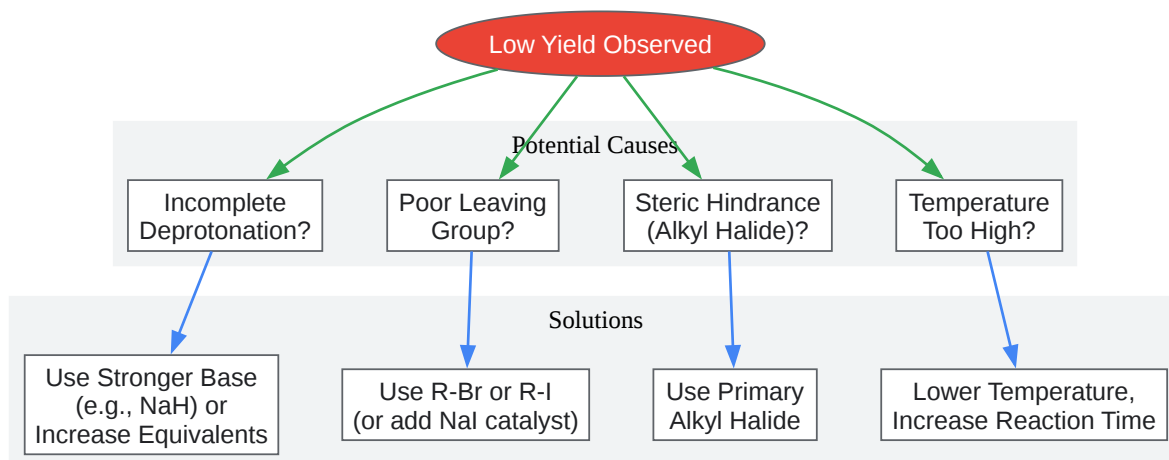 Low Yield Observed
Potential Causes
Incomplete
Deprotonation?
Poor Leaving
Group?
Steric Hindrance
(Alkyl Halide)?
Temperature
Too High?
Solutions
Use Stronger Base
(e.g., NaH) or
Increase Equivalents
Use R-Br or R-I
(or add NaI catalyst)
Use Primary
Alkyl Halide
Lower Temperature,
Increase Reaction Time